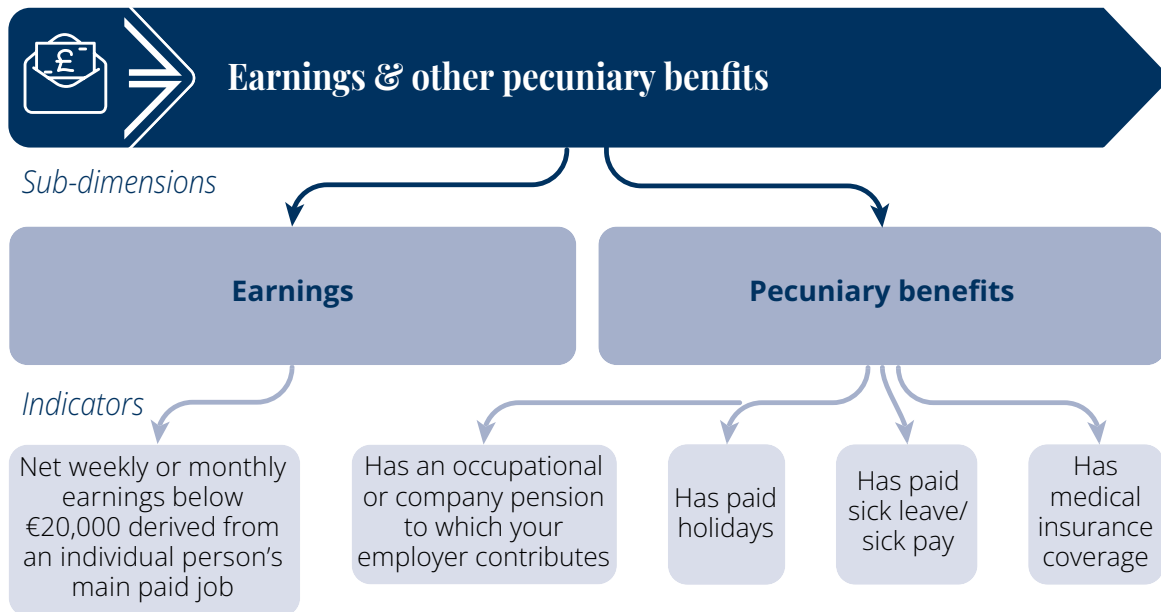 £
Earnings & other pecuniary benfits
Sub-dimensions
Earnings
Pecuniary benefits
Indicators
Net weekly or monthly
earnings below
€20,000 derived from
an individual person’s
main paid job
Has an occupational
or company pension
to which your
employer contributes
Has paid
holidays
Has paid
sick leave/
sick pay
Has
medical
insurance
coverage